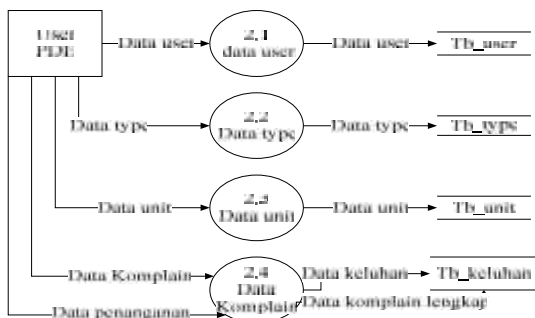 User
PDE
Data user
2.1
data user
Data user
Tb_user
Data type
2.2
Data type
Data type
Tb_type
Data unit
2.3
Data unit
Data unit
Tb_unit
Data Komplain
2.4
Data
Komplain
Data keluhan
Tb_keluhan
Data komplain lengkap
Data penanganan